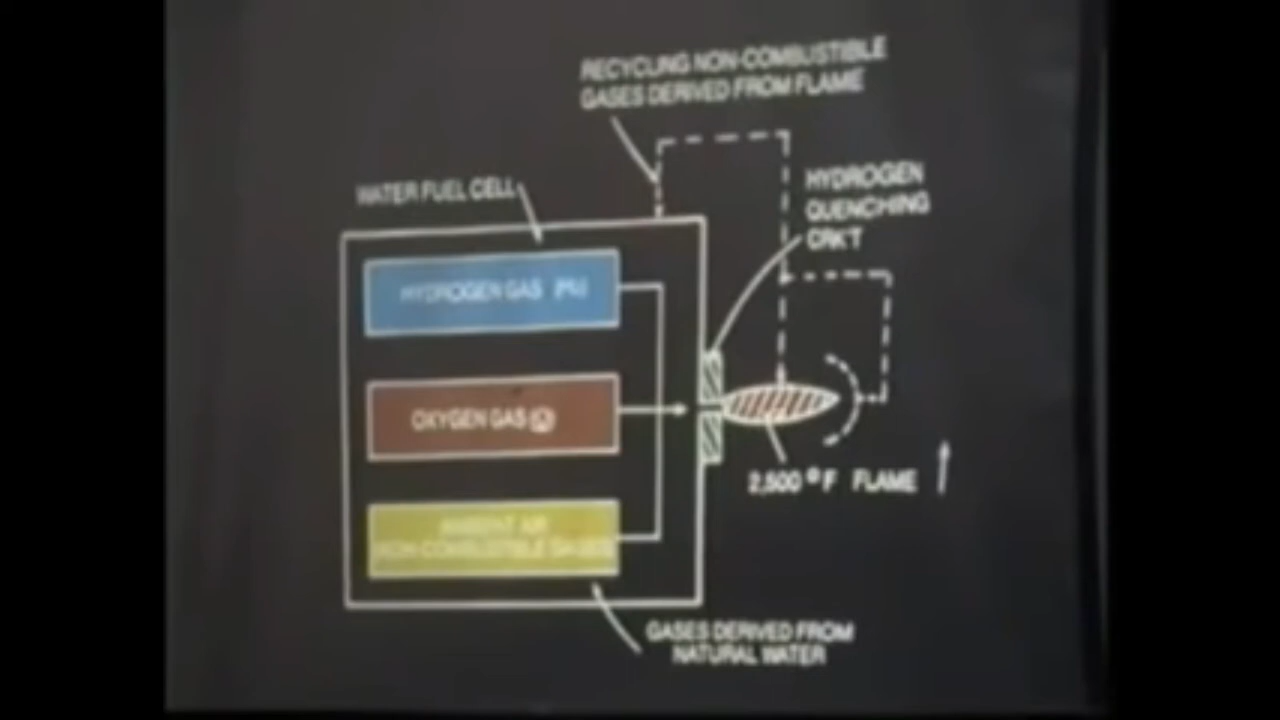 RECYCLING NON-COMBUSTIBLE
GASES DERIVED FROM FLAME
WATER FUEL CELL
HYDROGEN
QUENCHING
CRK'T
HYDROGEN GAS (H₂)
OXYGEN GAS
2,500 °F FLAME
AMBIENT AIR
(NON-COMBUSTIBLE GASES)
GASES DERIVED FROM
NATURAL WATER